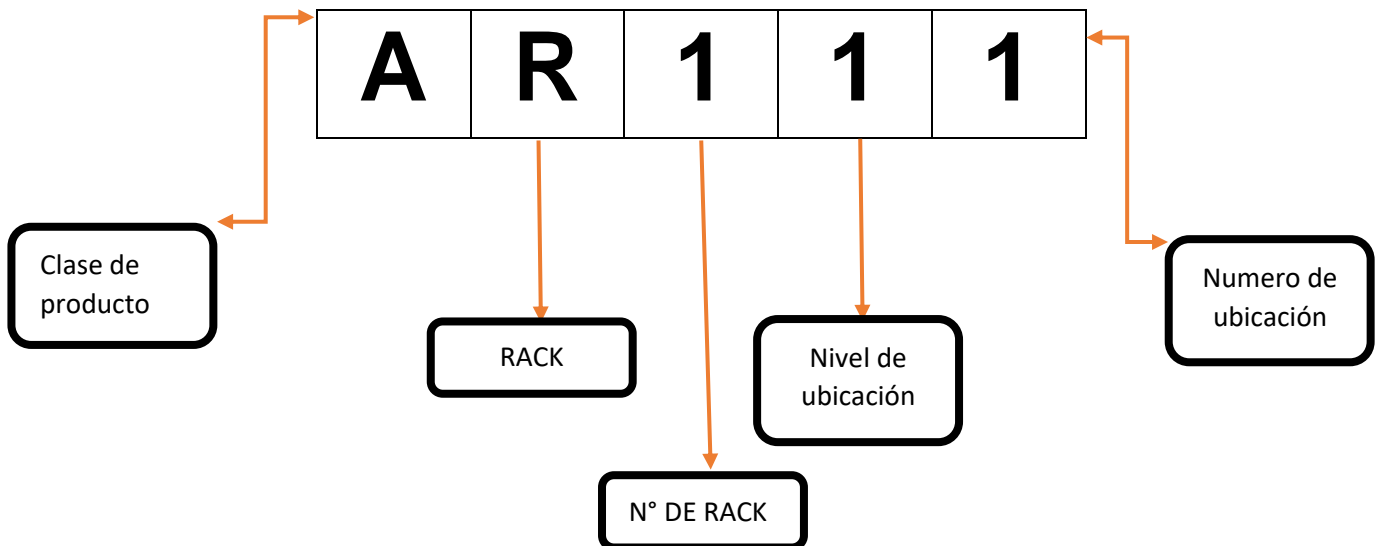 A R 1 1 1
Clase de
producto
RACK
N° DE RACK
Nivel de
ubicación
Numero de
ubicación